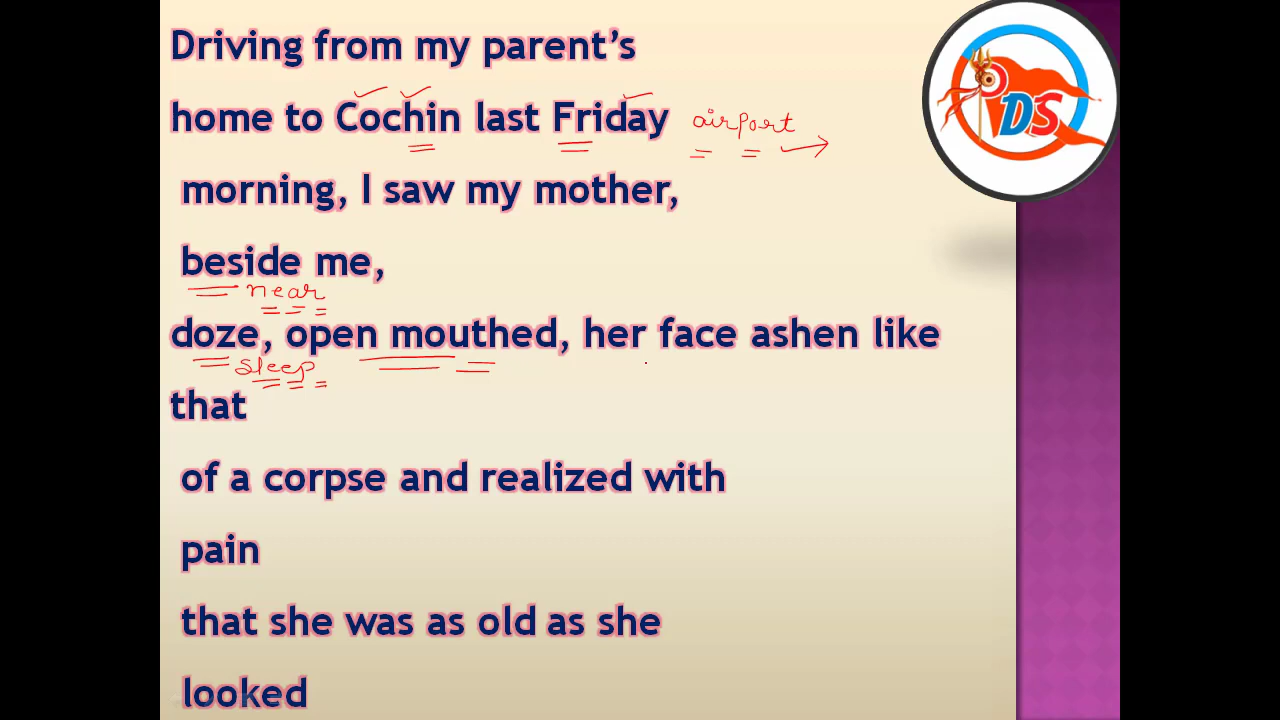 Driving from my parent's
home to Cochin last Friday airport
morning, I saw my mother,
beside me,
near
doze, open mouthed, her face ashen like
sleep
that
of a corpse and realized with
pain
that she was as old as she
looked
DS